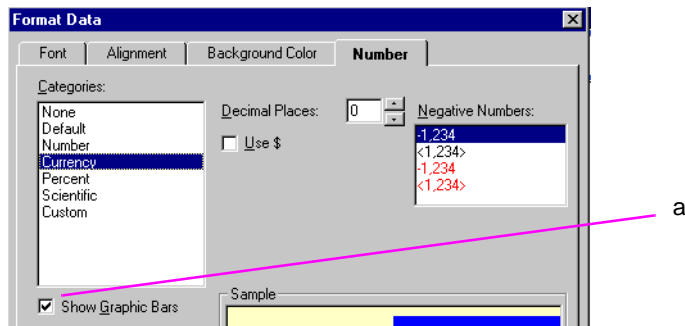 Format Data
Font Alignment Background Color Number
Categories:
None
Default
Number
Currency
Percent
Scientific
Custom
Decimal Places: 0
Use $
Negative Numbers:
-1,234
<1,234>
-1,234
<1,234>
a
Show Graphic Bars
Sample